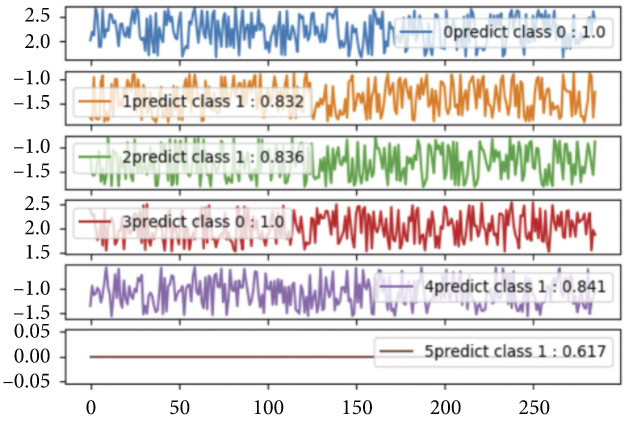 2.5
2.0
0predict class 0 : 1.0
−1.0
−1.5
1predict class 1 : 0.832
−1.0
−1.5
2predict class 1 : 0.836
2.5
2.0
1.5
3predict class 0 : 1.0
−1.0
−1.5
4predict class 1 : 0.841
0.05
0.00
−0.05
5predict class 1 : 0.617
0 50 100 150 200 250